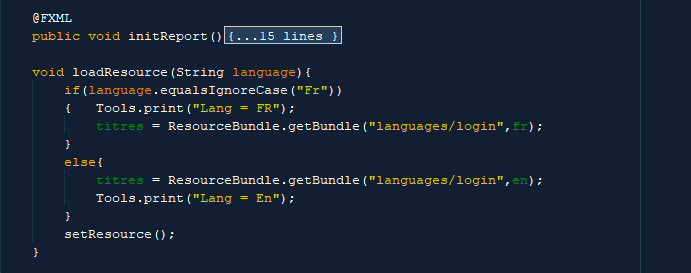 @FXML
public void initReport(){...15 lines }
void loadResource(String language){
if(language.equalsIgnoreCase("Fr"))
{   Tools.print("Lang = FR");
titres = ResourceBundle.getBundle("languages/login",fr);
}
else{
titres = ResourceBundle.getBundle("languages/login",en);
Tools.print("Lang = En");
}
setResource();
}